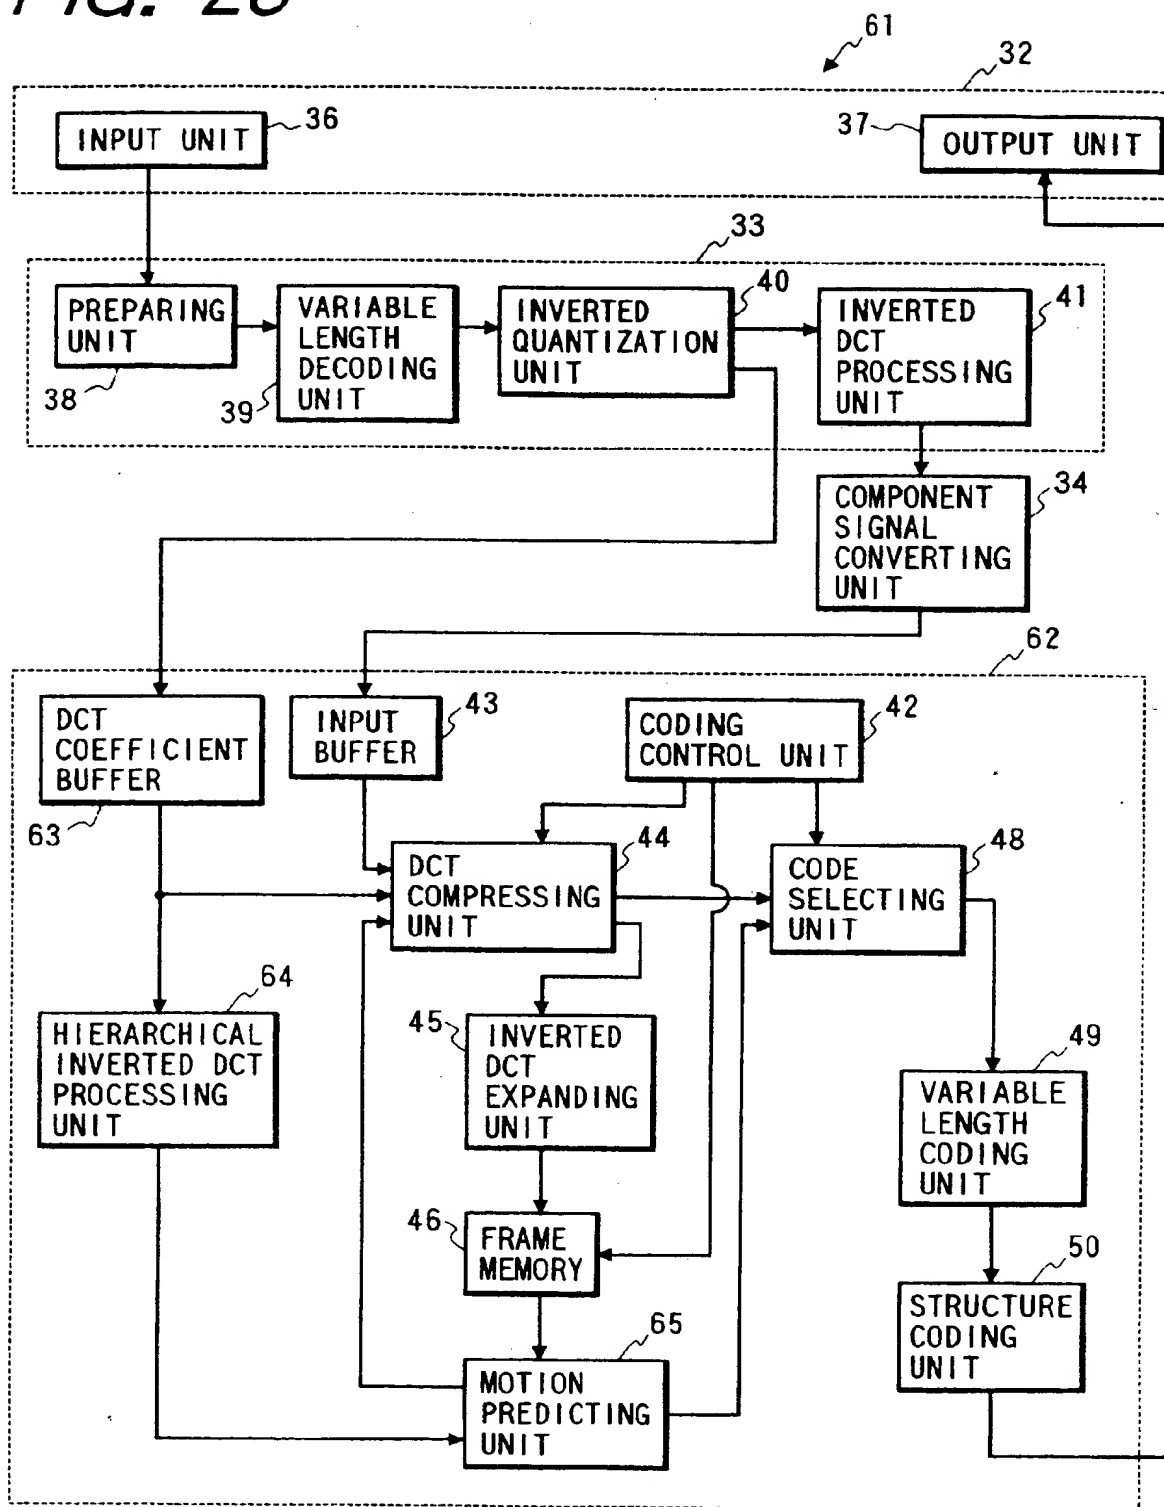 61
32
INPUT UNIT
36
37
OUTPUT UNIT
33
PREPARING
UNIT
38
VARIABLE
LENGTH
DECODING
UNIT
39
INVERTED
QUANTIZATION
UNIT
40
INVERTED
DCT
PROCESSING
UNIT
41
COMPONENT
SIGNAL
CONVERTING
UNIT
34
62
DCT
COEFFICIENT
BUFFER
63
INPUT
BUFFER
43
CODING
CONTROL UNIT
42
DCT
COMPRESSING
UNIT
44
CODE
SELECTING
UNIT
48
HIERARCHICAL
INVERTED DCT
PROCESSING
UNIT
64
45
INVERTED
DCT
EXPANDING
UNIT
49
VARIABLE
LENGTH
CODING
UNIT
46
FRAME
MEMORY
50
STRUCTURE
CODING
UNIT
65
MOTION
PREDICTING
UNIT